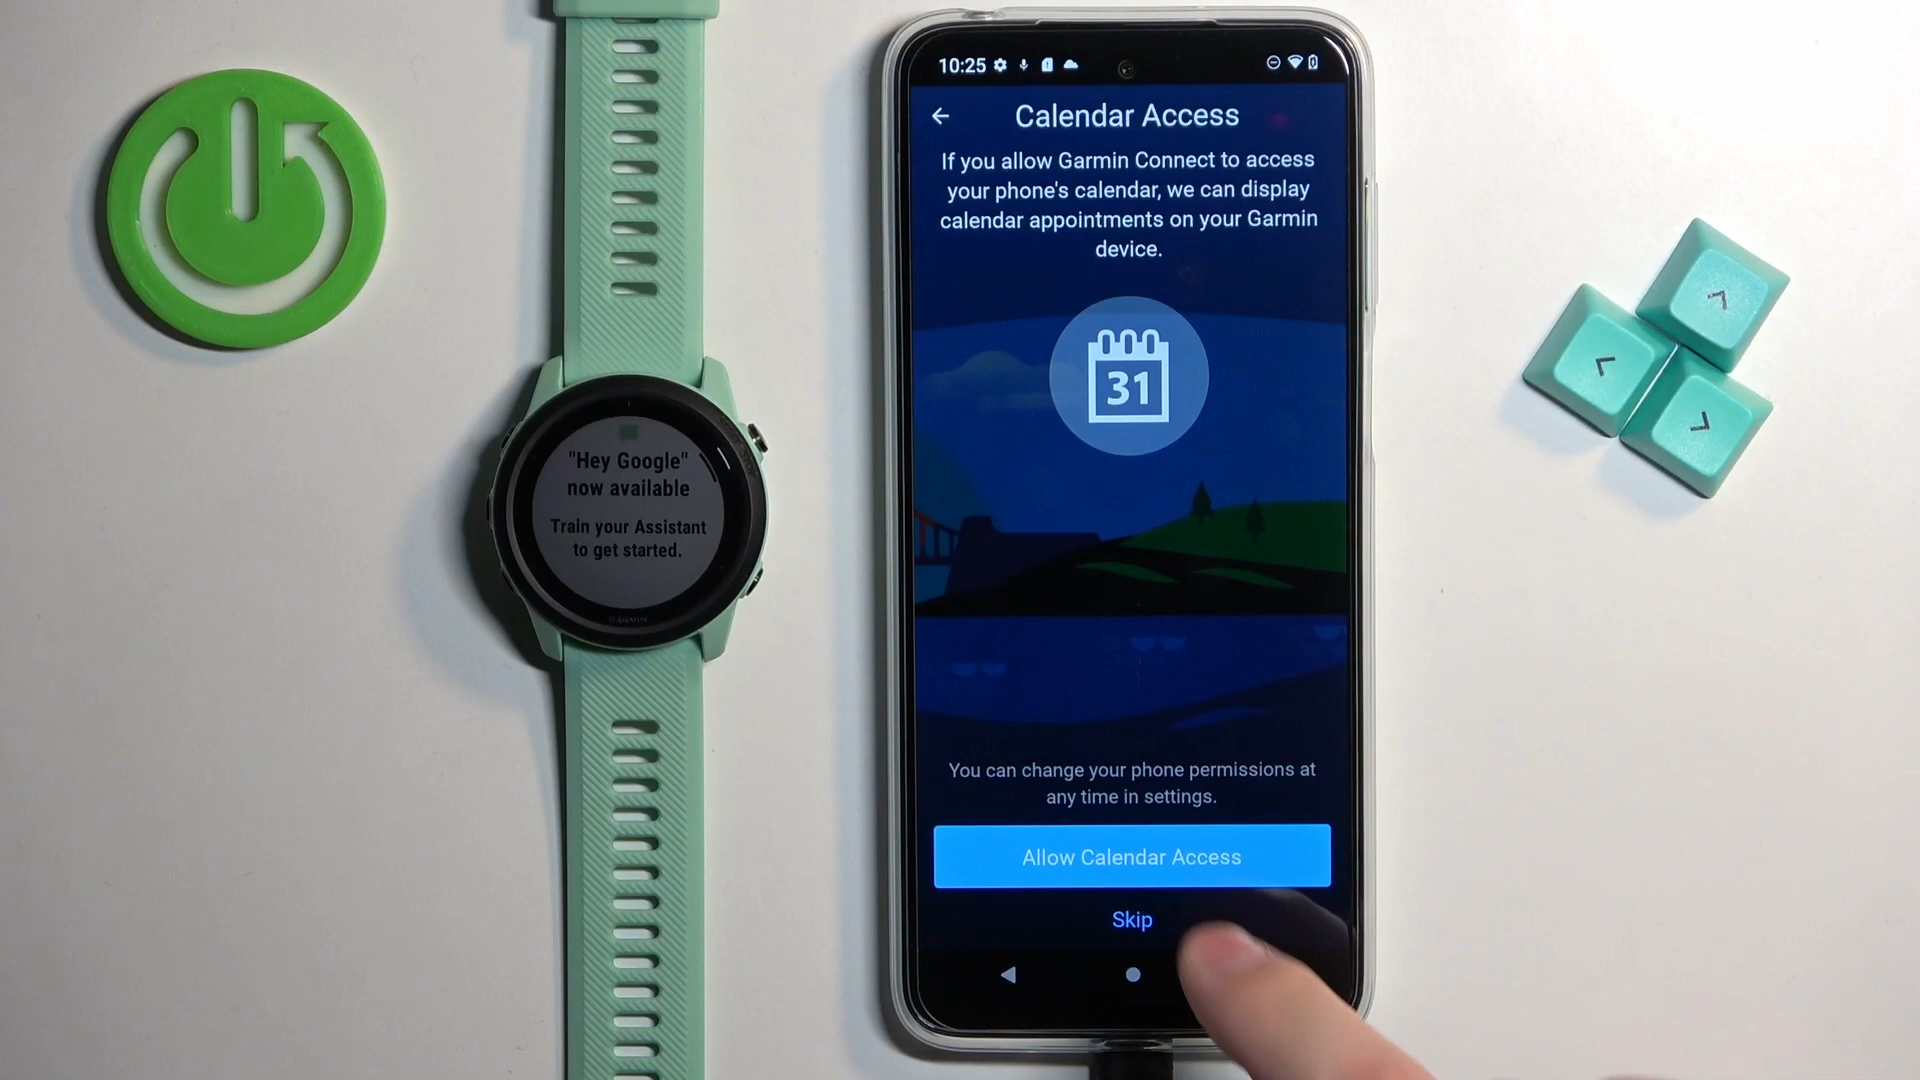 10:25
Calendar Access
If you allow Garmin Connect to access
your phone's calendar, we can display
calendar appointments on your Garmin
device.
31
You can change your phone permissions at
any time in settings.
Allow Calendar Access
Skip
"Hey Google"
now available
Train your Assistant
to get started.
GARMIN